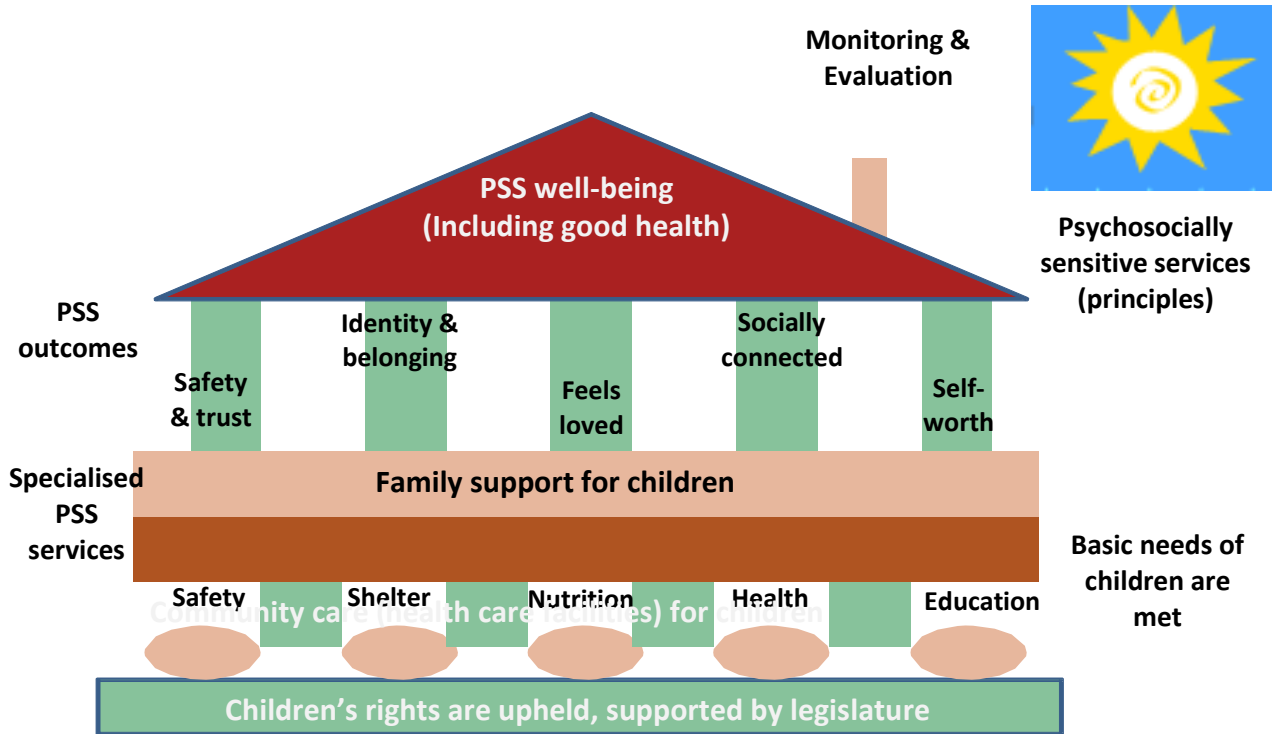 Monitoring &
Evaluation
PSS well-being
(Including good health)
Psychosocially
sensitive services
(principles)
PSS
outcomes
Safety
& trust
Identity &
belonging
Feels
loved
Socially
connected
Self-
worth
Specialised
PSS
services
Family support for children
Basic needs of
children are
met
Safety
Shelter
Nutrition
Health
Education
Community care (health care facilities) for children
Children’s rights are upheld, supported by legislature